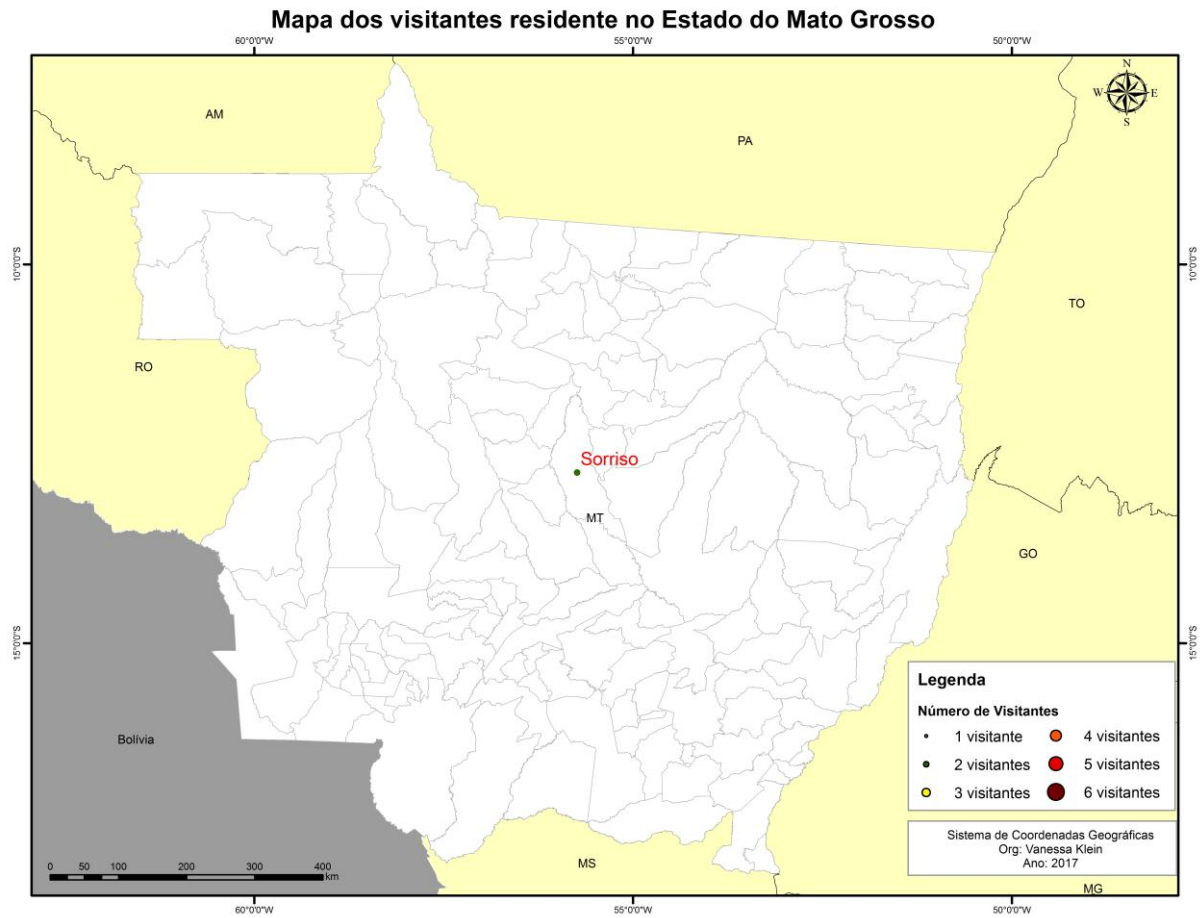 Mapa dos visitantes residente no Estado do Mato Grosso
60°0'0"W 55°0'0"W 50°0'0"W
N
W E
S
AM
PA
10°0'0"S 10°0'0"S
TO
RO
Sorriso
MT
GO
15°0'0"S 15°0'0"S
Bolívia
Legenda
Número de Visitantes
1 visitante 4 visitantes
2 visitantes 5 visitantes
3 visitantes 6 visitantes
Sistema de Coordenadas Geográficas
Org: Vanessa Klein
Ano: 2017
MS
0 50 100 200 300 400
km
MG
60°0'0"W 55°0'0"W 50°0'0"W